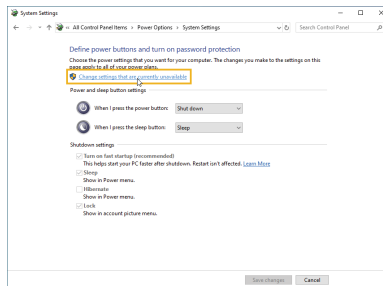 System Settings
« All Control Panel Items › Power Options › System Settings
Search Control Panel
Define power buttons and turn on password protection
Choose the power settings that you want for your computer. The changes you make to the settings on this
page apply to all of your power plans.
Change settings that are currently unavailable
Power and sleep button settings
When I press the power button: Shut down
When I press the sleep button: Sleep
Shutdown settings
Turn on fast startup (recommended)
This helps start your PC faster after shutdown. Restart isn't affected. Learn More
Sleep
Show in Power menu.
Hibernate
Show in Power menu.
Lock
Show in account picture menu.
Save changes Cancel